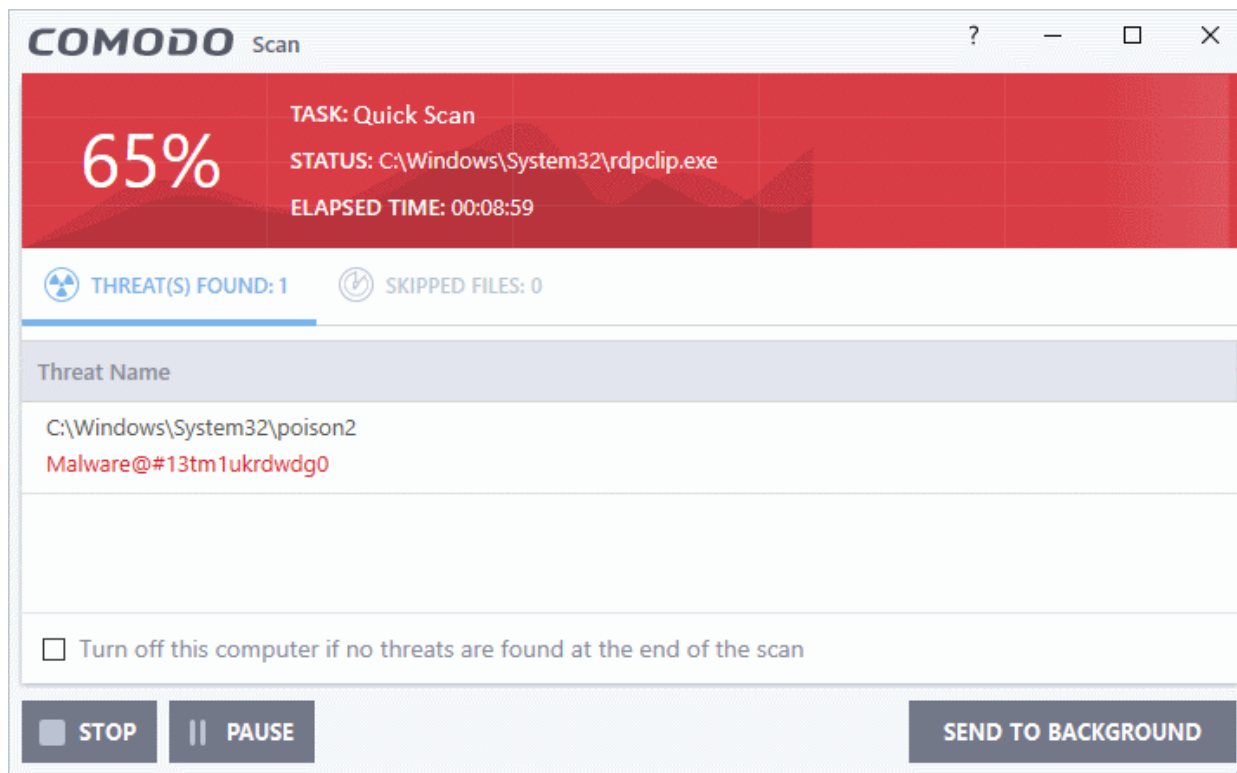 COMODO Scan
?
65%
TASK: Quick Scan
STATUS: C:\Windows\System32\rdpclip.exe
ELAPSED TIME: 00:08:59
THREAT(S) FOUND: 1
SKIPPED FILES: 0
Threat Name
C:\Windows\System32\poison2
Malware@#13tm1ukrdwdg0
Turn off this computer if no threats are found at the end of the scan
STOP
PAUSE
SEND TO BACKGROUND